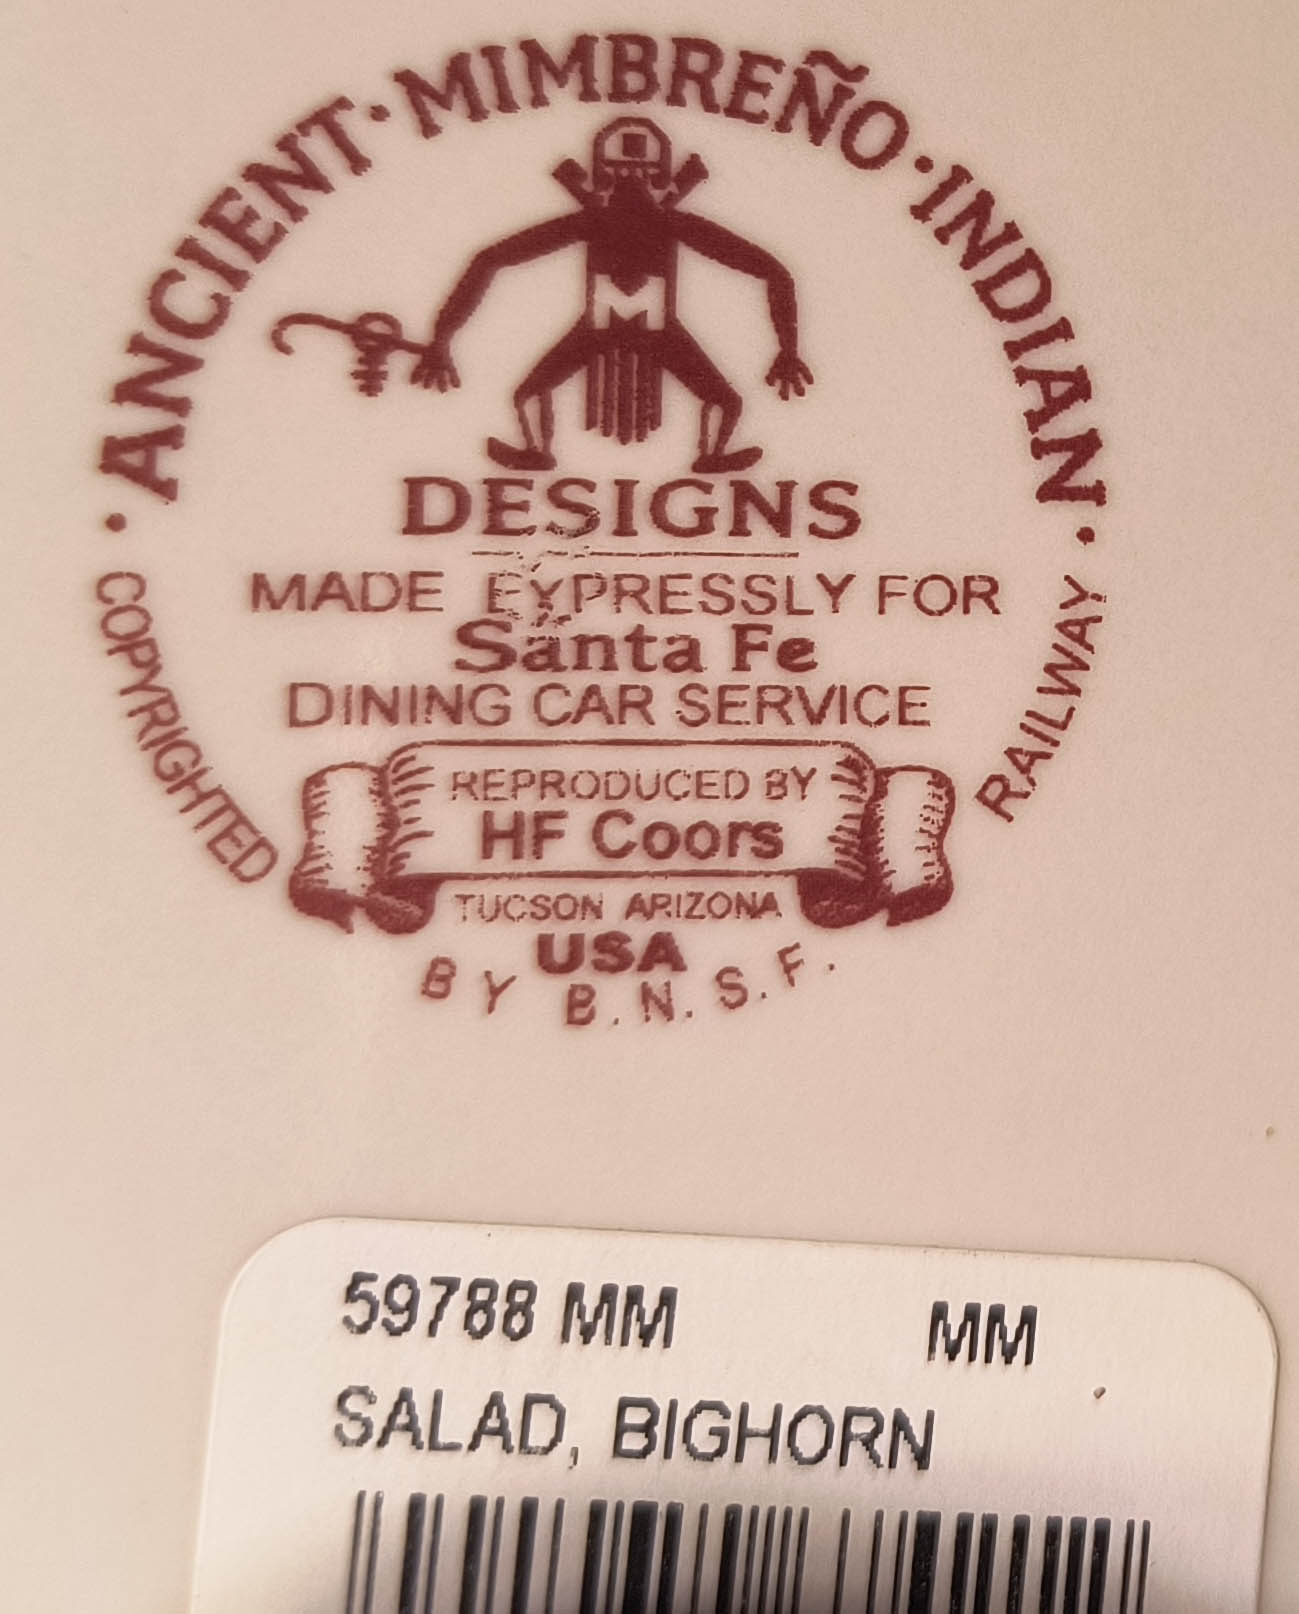 · ANCIENT · MIMBREÑO · INDIAN ·
M
DESIGNS
MADE EXPRESSLY FOR
Santa Fe
DINING CAR SERVICE
REPRODUCED BY
HF Coors
TUCSON ARIZONA
USA
COPYRIGHTED BY B.N.S.F. RAILWAY
59788 MM MM
SALAD, BIGHORN